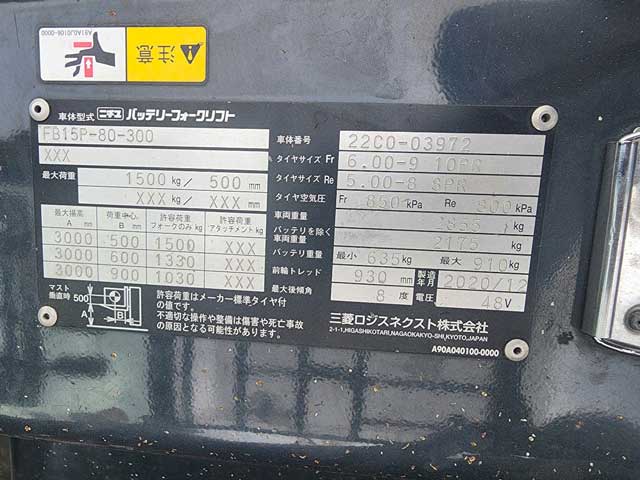 注意
A51A0J0106-0000
車体型式 ニチユ バッテリーフォークリフト
FB15P-80-300
XXX
最大荷重 1500 kg/ 500 mm
XXX kg/ XXX mm
最大揚高 A mm 荷重中心 B mm 許容荷重 フォークのみ kg 許容荷重 アタッチメント kg
3000 500 1500 XXX
3000 600 1330 XXX
3000 900 1030 XXX
マスト垂直時 500 A B
許容荷重はメーカー標準タイヤ付
の値です。
不適切な操作や整備は傷害や死亡事故
の原因となる可能性があります。
車体番号 22C0-03972
タイヤサイズ Fr 6.00-9 10PR
タイヤサイズ Re 5.00-8 8PR
タイヤ空気圧 Fr 850 kPa Re 800 kPa
車両重量 kg
バッテリを除く車両重量 2175 kg
バッテリ重量 最小 635 kg 最大 910 kg
前輪トレッド 930 mm 製造年月 2020/12
最大後傾角 8 度 電圧 48 V
三菱ロジスネクスト株式会社
2-1-1,HIGASHIKOTARI,NAGAOKAKYO-SHI,KYOTO,JAPAN
A90A040100-0000